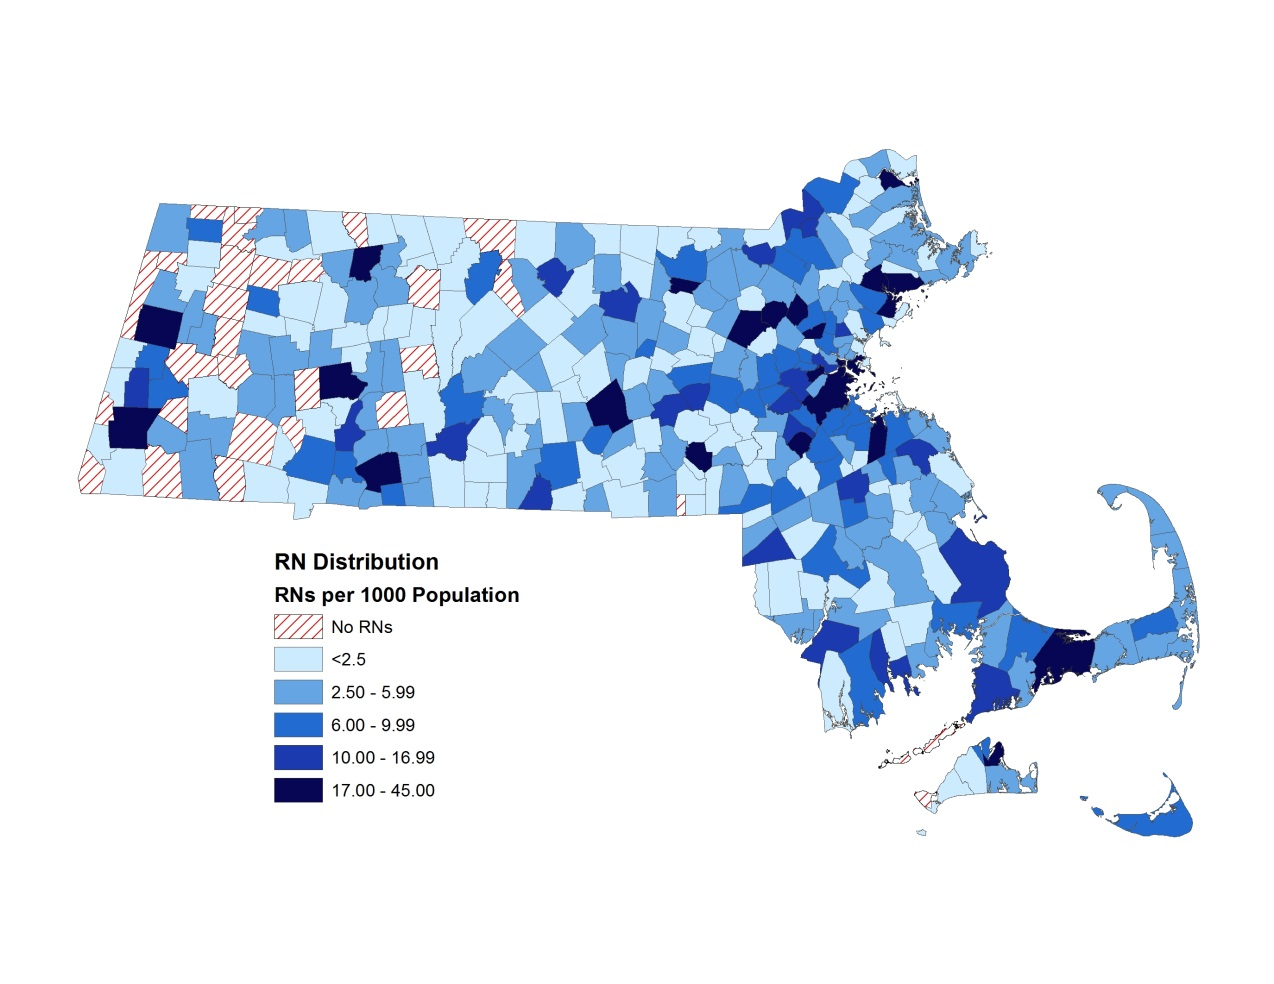 RN Distribution
RNs per 1000 Population
No RNs
<2.5
2.50 - 5.99
6.00 - 9.99
10.00 - 16.99
17.00 - 45.00